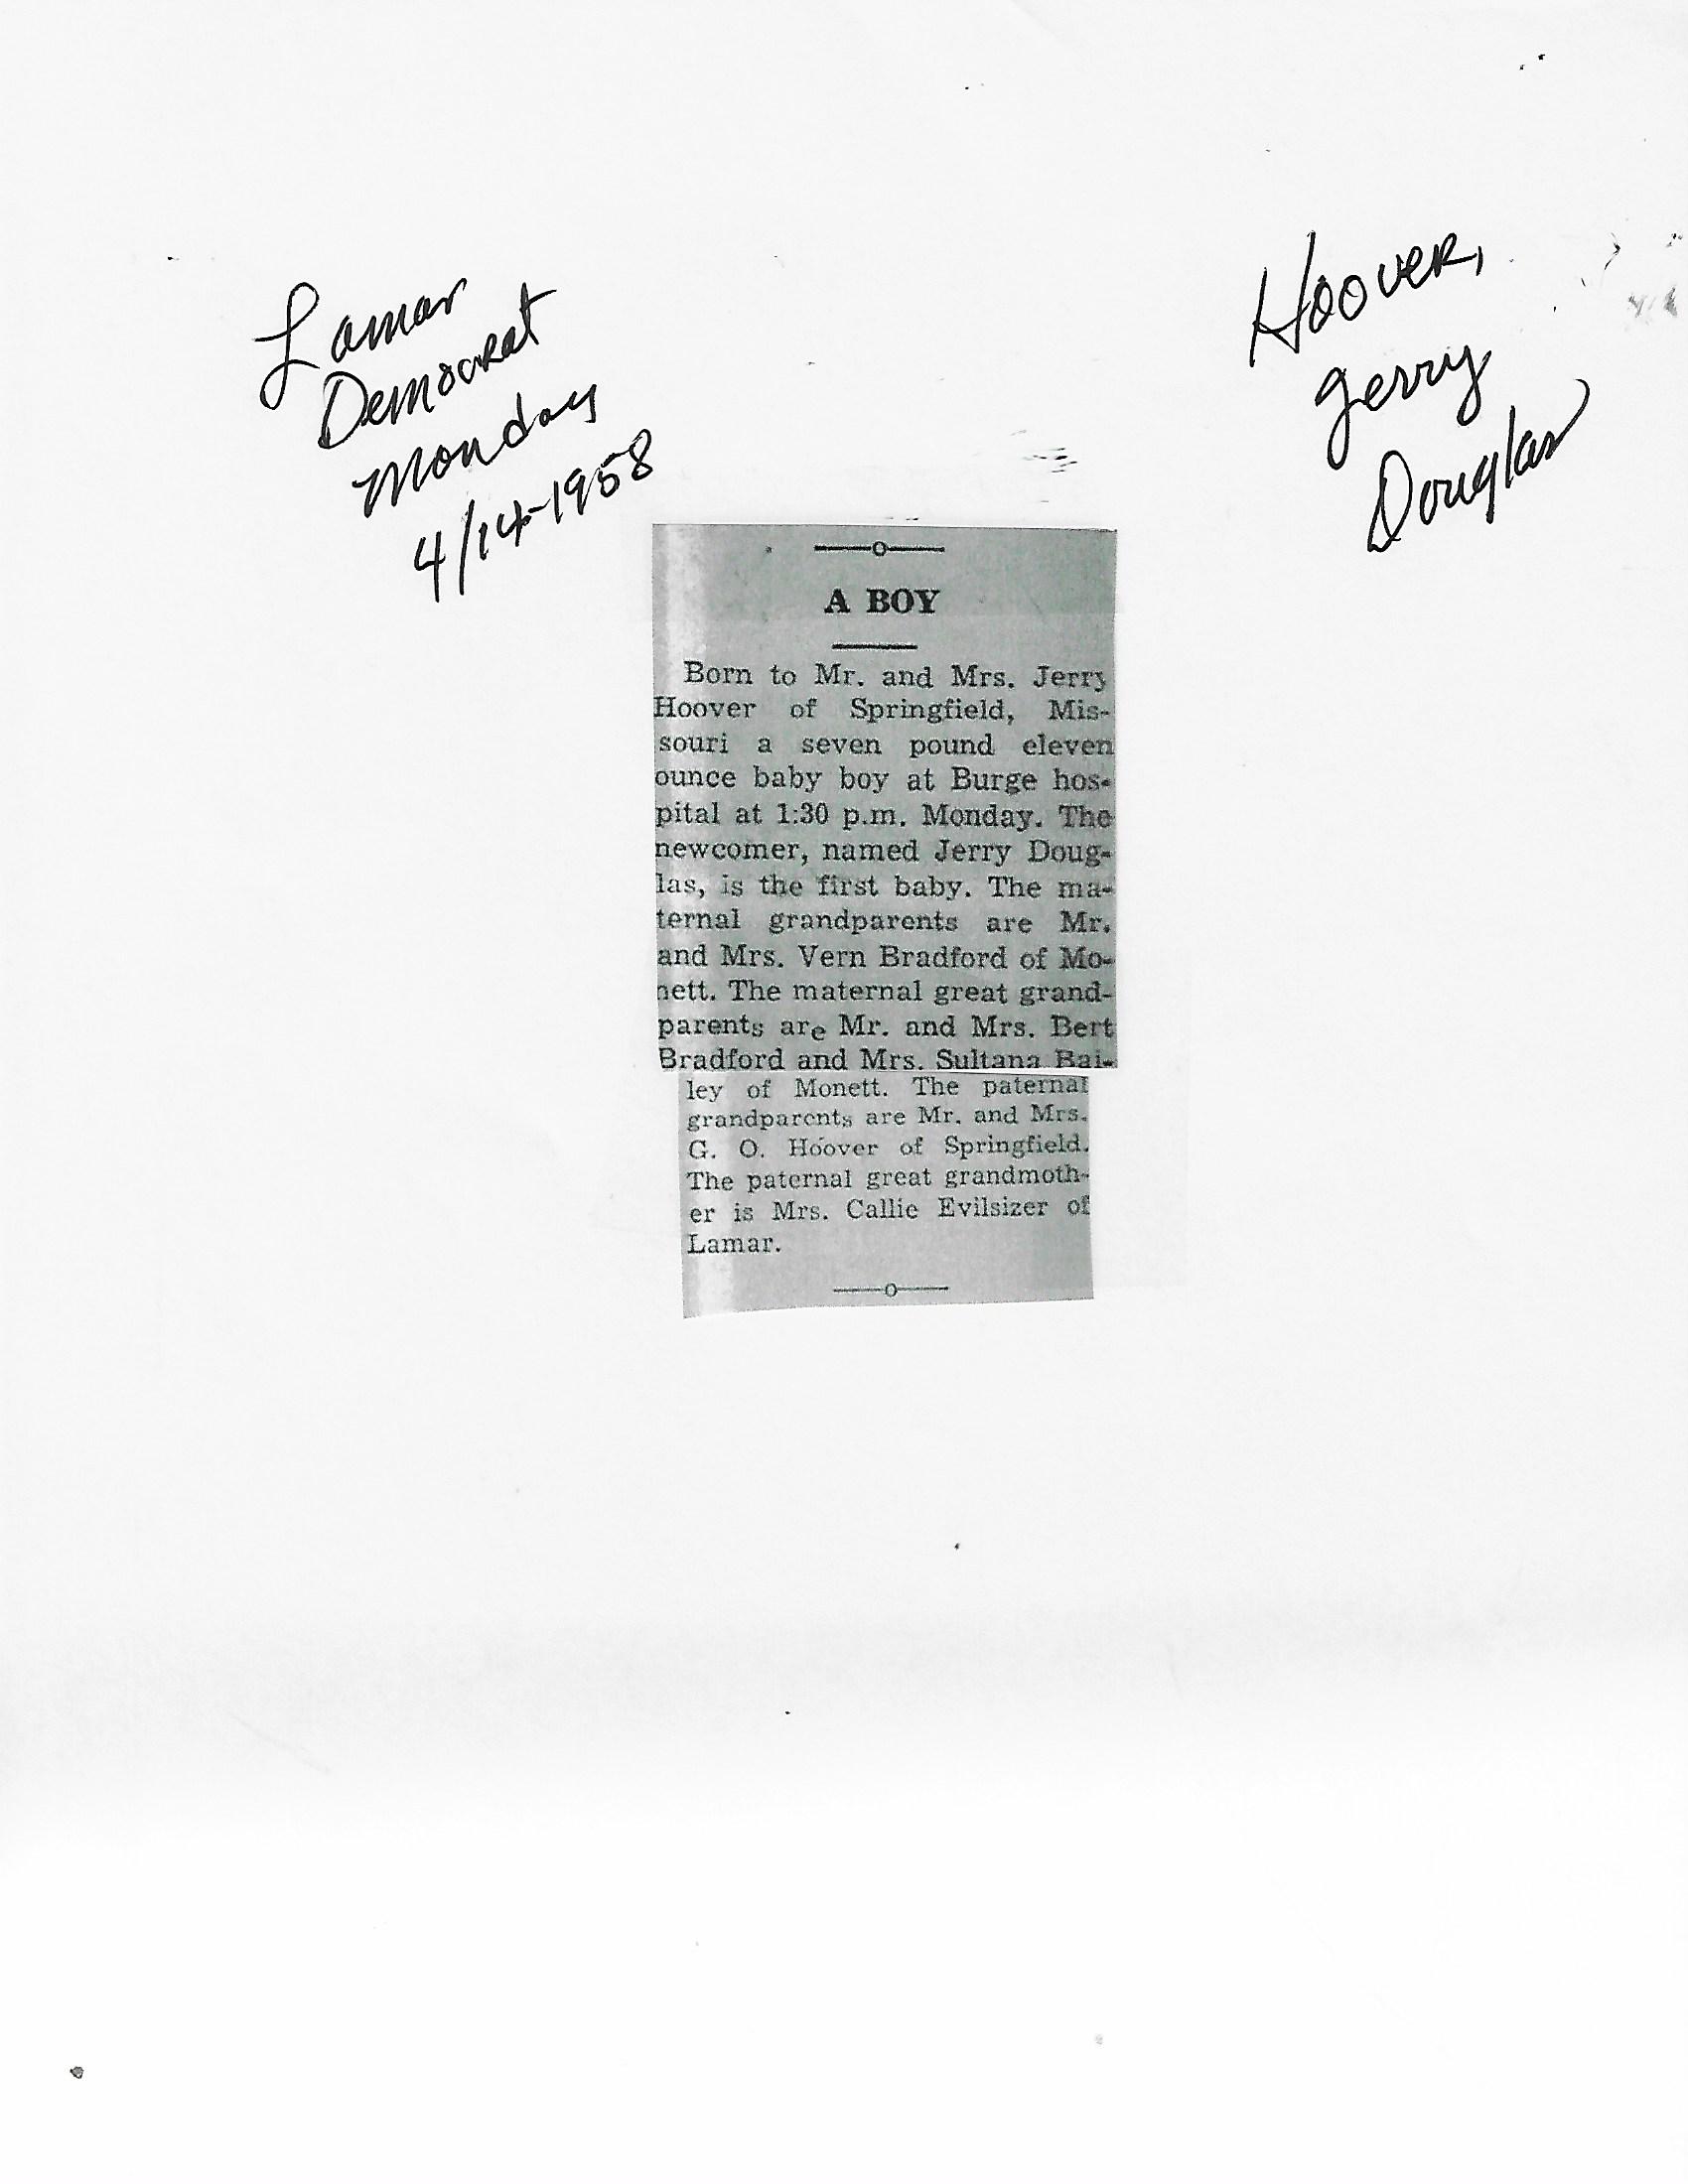 Lamar
Democrat
Monday
4/14-1958
Hoover,
Jerry
Douglas
A BOY
Born to Mr. and Mrs. Jerry
Hoover of Springfield, Mis-
souri a seven pound eleven
ounce baby boy at Burge hos-
pital at 1:30 p.m. Monday. The
newcomer, named Jerry Doug-
las, is the first baby. The ma-
ternal grandparents are Mr.
and Mrs. Vern Bradford of Mo-
nett. The maternal great grand-
parents are Mr. and Mrs. Bert
Bradford and Mrs. Sultana Bai-
ley of Monett. The paternal
grandparents are Mr. and Mrs.
G. O. Hoover of Springfield.
The paternal great grandmoth-
er is Mrs. Callie Evilsizer of
Lamar.